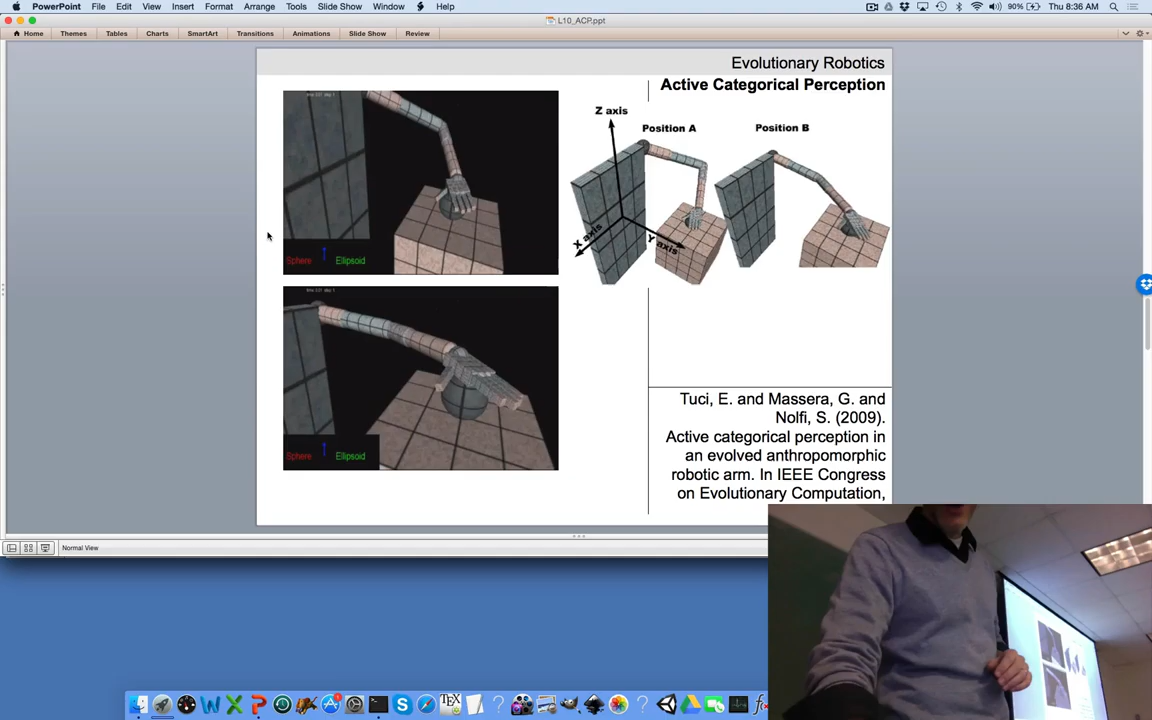 PowerPoint File Edit View Insert Format Arrange Tools Slide Show Window Help
90% Thu 8:36 AM
L10_ACP.ppt
Home Themes Tables Charts SmartArt Transitions Animations Slide Show Review
Evolutionary Robotics
Active Categorical Perception
Z axis
Position A
Position B
X axis
Y axis
Sphere Ellipsoid
Sphere Ellipsoid
Tuci, E. and Massera, G. and
Nolfi, S. (2009).
Active categorical perception in
an evolved anthropomorphic
robotic arm. In IEEE Congress
on Evolutionary Computation,
Normal View